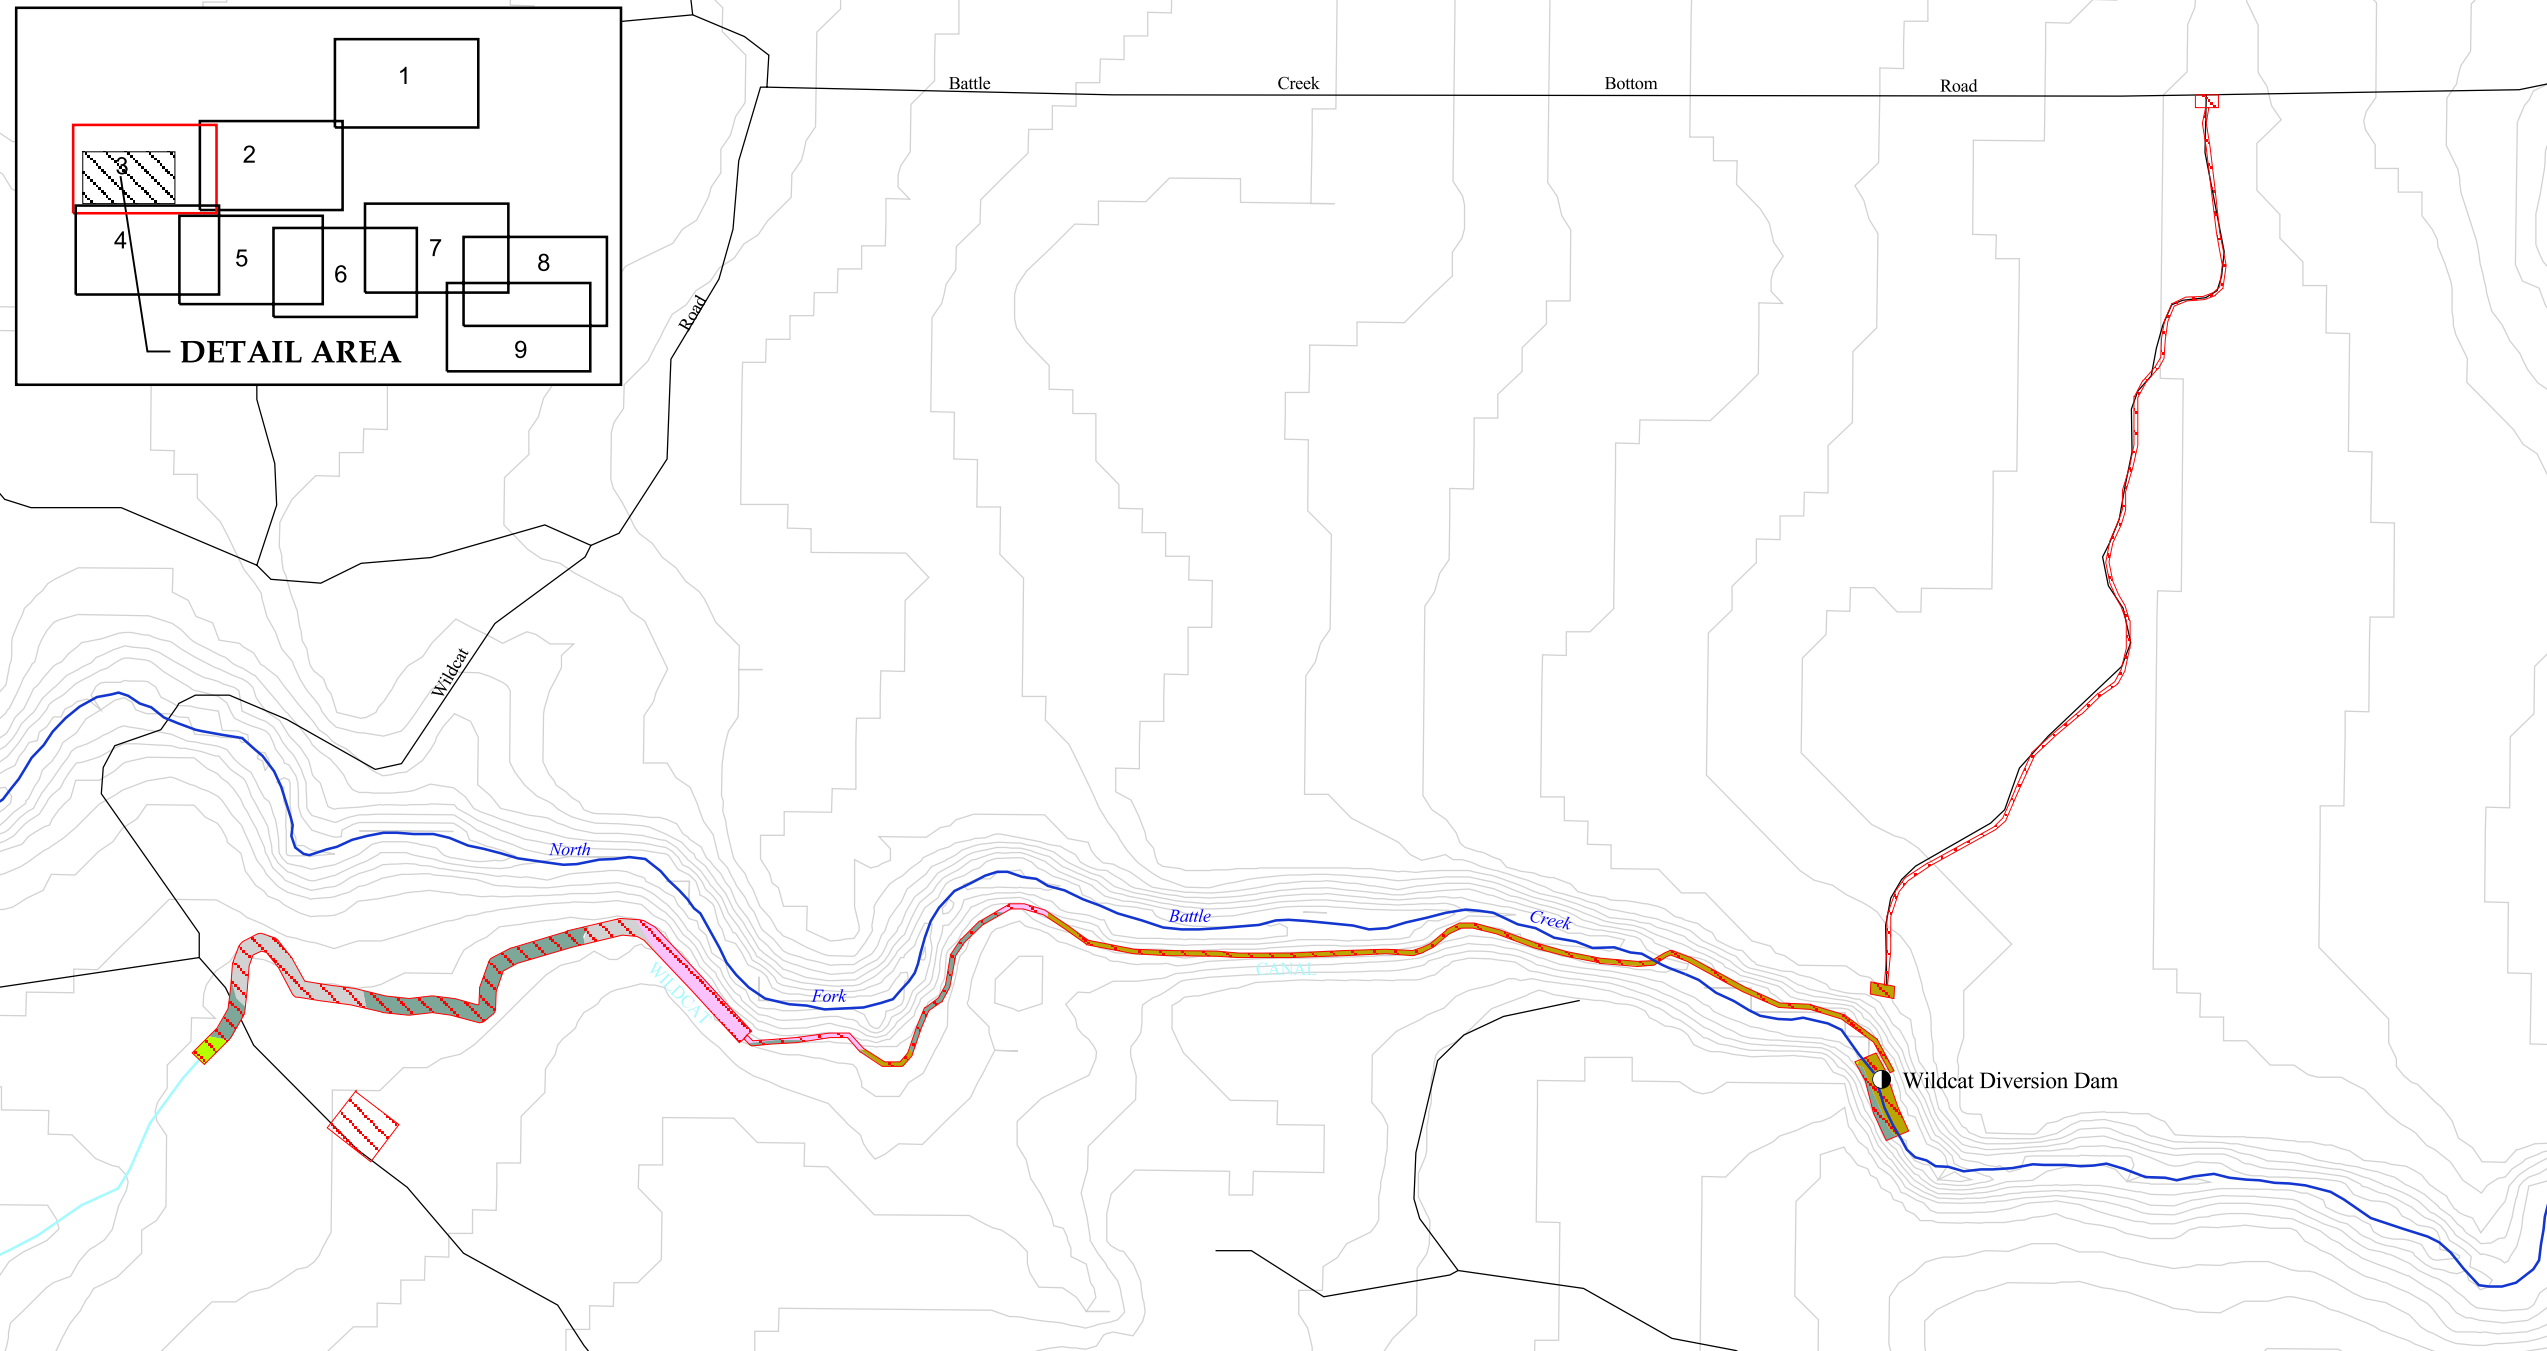 1
2
3
4
5
6
7
8
9
DETAIL AREA
Battle Creek Bottom Road
Road
Wildcat
North
Fork
Battle
Creek
WILDCAT
CANAL
Wildcat Diversion Dam